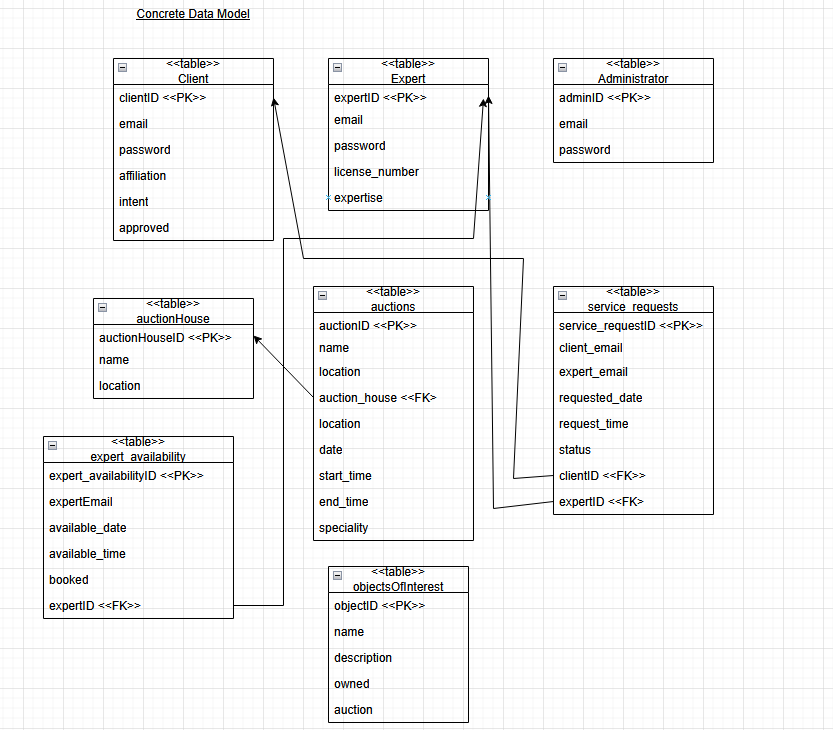 Concrete Data Model
<<table>>
Client
clientID <<PK>>
email
password
affiliation
intent
approved
<<table>>
Expert
expertID <<PK>>
email
password
license_number
expertise
<<table>>
Administrator
adminID <<PK>>
email
password
<<table>>
auctionHouse
auctionHouseID <<PK>>
name
location
<<table>>
auctions
auctionID <<PK>>
name
location
auction_house <<FK>>
location
date
start_time
end_time
speciality
<<table>>
service_requests
service_requestID <<PK>>
client_email
expert_email
requested_date
request_time
status
clientID <<FK>>
expertID <<FK>
<<table>>
expert_availability
expert_availabilityID <<PK>>
expertEmail
available_date
available_time
booked
expertID <<FK>>
<<table>>
objectsOfInterest
objectID <<PK>>
name
description
owned
auction